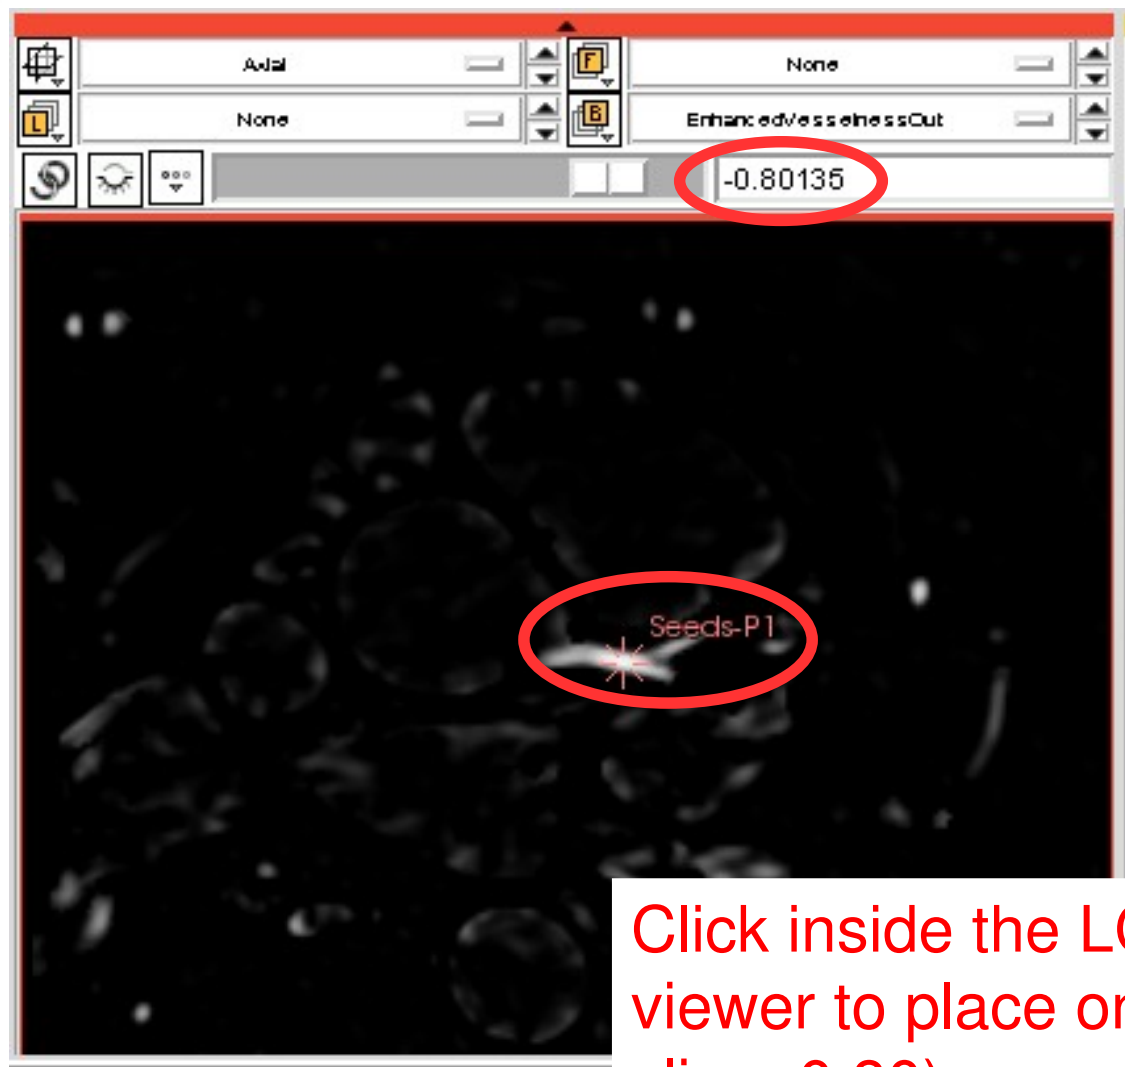 Axial
F
None
L
None
B
EnhancedVesselnessOut
-0.80135
Seeds-P1
Click inside the
viewer to place